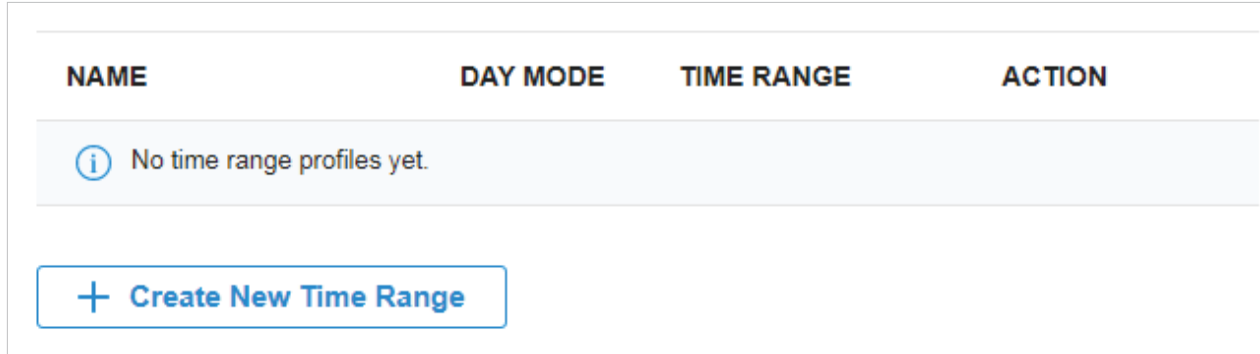 NAME DAY MODE TIME RANGE ACTION
No time range profiles yet.
Create New Time Range